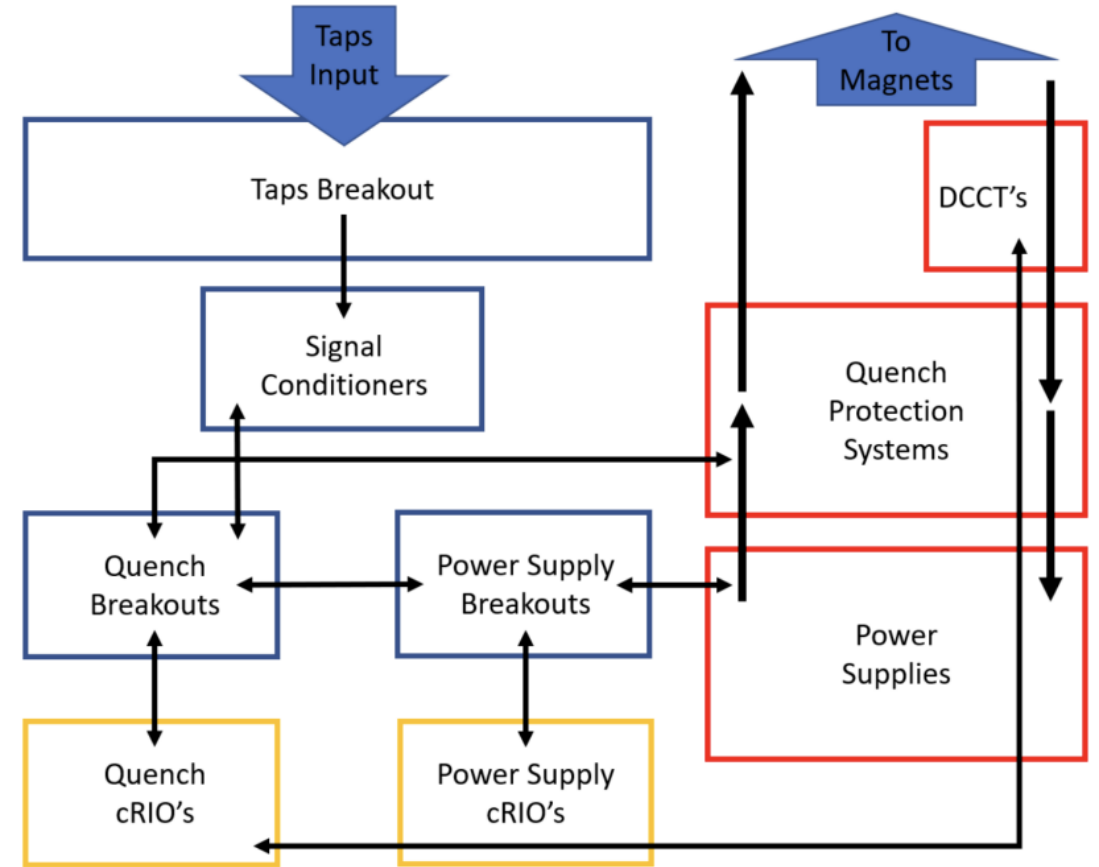 Taps
Input
To
Magnets
Taps Breakout
DCCT’s
Signal
Conditioners
Quench
Protection
Systems
Quench
Breakouts
Power Supply
Breakouts
Power
Supplies
Quench
cRIO’s
Power Supply
cRIO’s